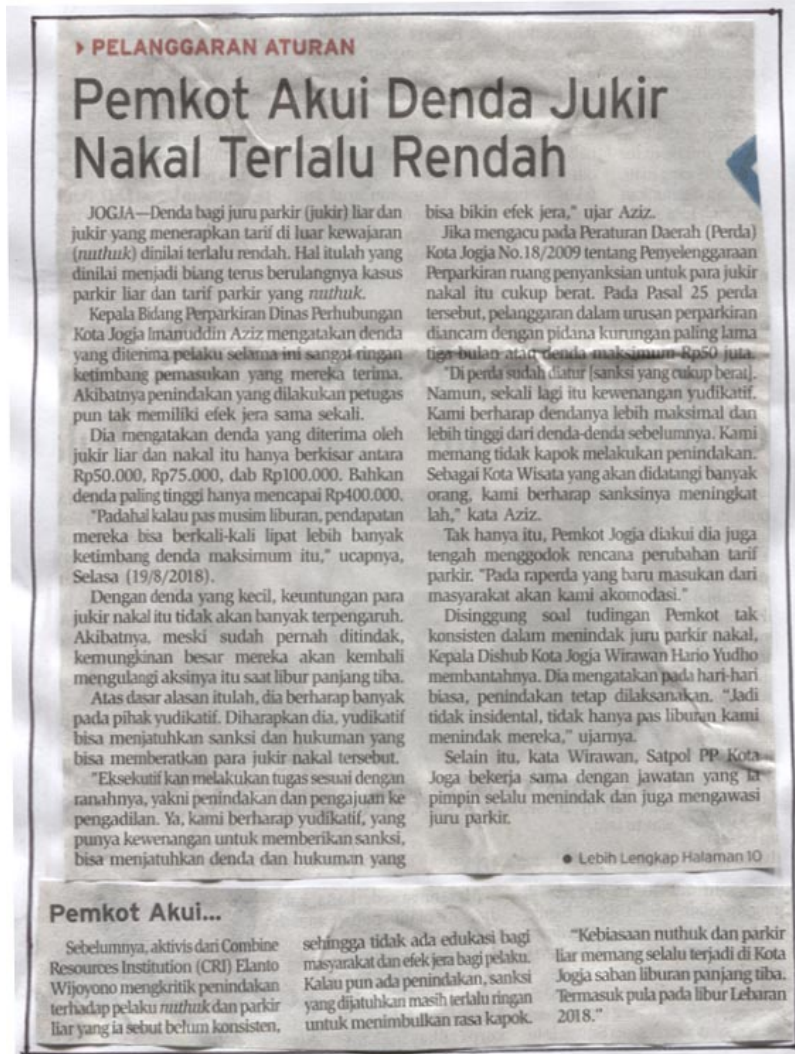 PELANGGARAN ATURAN
Pemkot Akui Denda Jukir
Nakal Terlalu Rendah
JOGJA—Denda bagi juru parkir (jukir) liar dan
jukir yang menerapkan tarif di luar kewajaran
(nuthuk) dinilai terlalu rendah. Hal itulah yang
dinilai menjadi biang terus berulangnya kasus
parkir liar dan tarif parkir yang nuthuk.
Kepala Bidang Perparkiran Dinas Perhubungan
Kota Jogja Imanuddin Aziz mengatakan denda
yang diterima pelaku selama ini sangat ringan
ketimbang pemasukan yang mereka terima.
Akibatnya penindakan yang dilakukan petugas
pun tak memiliki efek jera sama sekali.
Dia mengatakan denda yang diterima oleh
jukir liar dan nakal itu hanya berkisar antara
Rp50.000, Rp75.000, dab Rp100.000. Bahkan
denda paling tinggi hanya mencapai Rp400.000.
"Padahal kalau pas musim liburan, pendapatan
mereka bisa berkali-kali lipat lebih banyak
ketimbang denda maksimum itu," ucapnya,
Selasa (19/8/2018).
Dengan denda yang kecil, keuntungan para
jukir nakal itu tidak akan banyak terpengaruh.
Akibatnya, meski sudah pernah ditindak,
kemungkinan besar mereka akan kembali
mengulangi aksinya itu saat libur panjang tiba.
Atas dasar alasan itulah, dia berharap banyak
pada pihak yudikatif. Diharapkan dia, yudikatif
bisa menjatuhkan sanksi dan hukuman yang
bisa memberatkan para jukir nakal tersebut.
"Eksekutif kan melakukan tugas sesuai dengan
ranahnya, yakni penindakan dan pengajuan ke
pengadilan. Ya, kami berharap yudikatif, yang
punya kewenangan untuk memberikan sanksi,
bisa menjatuhkan denda dan hukuman yang
bisa bikin efek jera," ujar Aziz.
Jika mengacu pada Peraturan Daerah (Perda)
Kota Jogja No.18/2009 tentang Penyelenggaraan
Perparkiran ruang penyanksian untuk para jukir
nakal itu cukup berat. Pada Pasal 25 perda
tersebut, pelanggaran dalam urusan perparkiran
diancam dengan pidana kurungan paling lama
tiga bulan atau denda maksimum Rp50 juta.
"Di perda sudah diatur [sanksi yang cukup berat].
Namun, sekali lagi itu kewenangan yudikatif.
Kami berharap dendanya lebih maksimal dan
lebih tinggi dari denda-denda sebelumnya. Kami
memang tidak kapok melakukan penindakan.
Sebagai Kota Wisata yang akan didatangi banyak
orang, kami berharap sanksinya meningkat
lah," kata Aziz.
Tak hanya itu, Pemkot Jogja diakui dia juga
tengah menggodok rencana perubahan tarif
parkir. "Pada raperda yang baru masukan dari
masyarakat akan kami akomodasi."
Disinggung soal tudingan Pemkot tak
konsisten dalam menindak juru parkir nakal,
Kepala Dishub Kota Jogja Wirawan Hario Yudho
membantahnya. Dia mengatakan pada hari-hari
biasa, penindakan tetap dilaksanakan. "Jadi
tidak insidental, tidak hanya pas liburan kami
menindak mereka," ujarnya.
Selain itu, kata Wirawan, Satpol PP Kota
Joga bekerja sama dengan jawatan yang ia
pimpin selalu menindak dan juga mengawasi
juru parkir.
● Lebih Lengkap Halaman 10
Pemkot Akui...
Sebelumnya, aktivis dari Combine
Resources Institution (CRI) Elanto
Wijoyono mengkritik penindakan
terhadap pelaku nuthuk dan parkir
liar yang ia sebut belum konsisten,
sehingga tidak ada edukasi bagi
masyarakat dan efek jera bagi pelaku.
Kalau pun ada penindakan, sanksi
yang dijatuhkan masih terlalu ringan
untuk menimbulkan rasa kapok.
"Kebiasaan nuthuk dan parkir
liar memang selalu terjadi di Kota
Jogja saban liburan panjang tiba.
Termasuk pula pada libur Lebaran
2018."